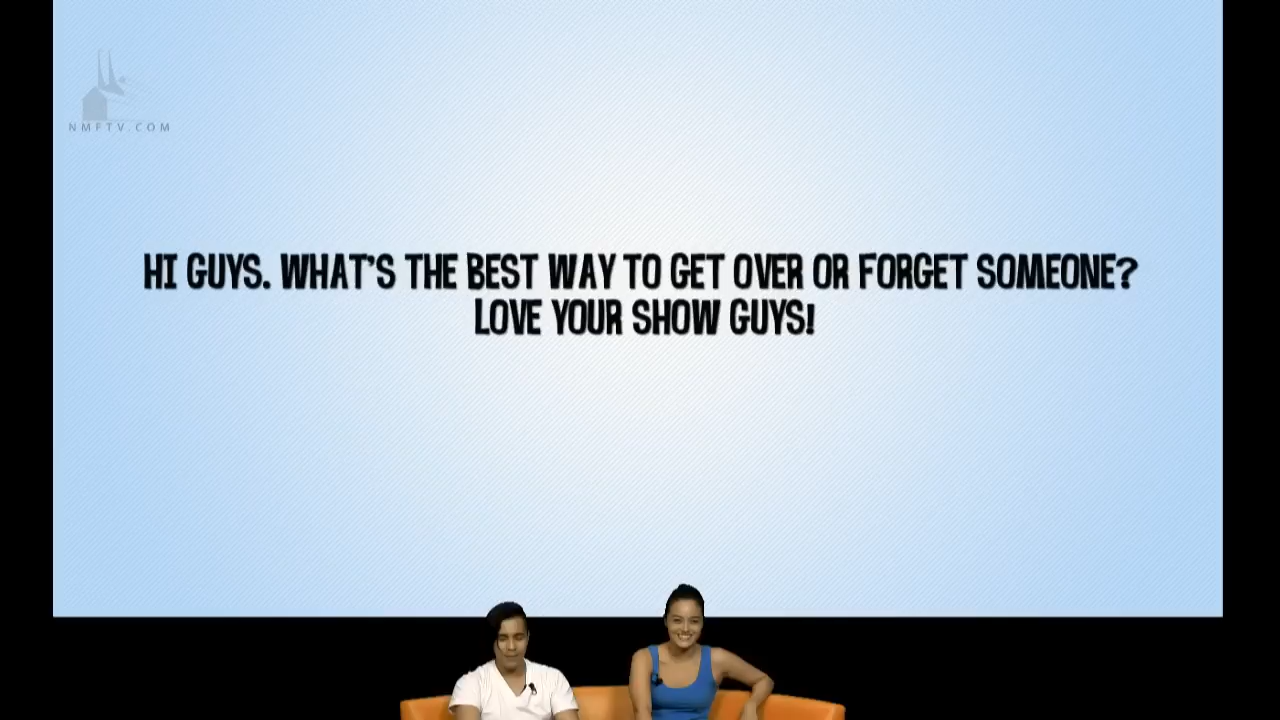 NMFTV.COM
HI GUYS. WHAT'S THE BEST WAY TO GET OVER OR FORGET SOMEONE?
LOVE YOUR SHOW GUYS!